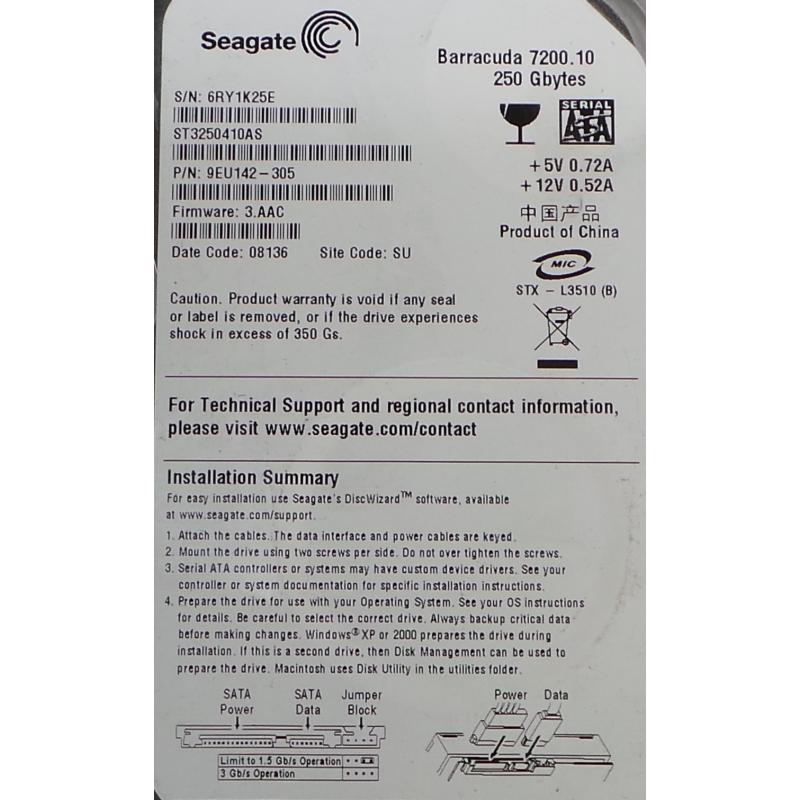 Seagate
Barracuda 7200.10
250 Gbytes
S/N: 6RY1K25E
ST3250410AS
P/N: 9EU142-305
Firmware: 3.AAC
Date Code: 08136 Site Code: SU
SERIAL
ATA
+5V 0.72A
+12V 0.52A
中国产品
Product of China
MIC
STX - L3510 (B)
Caution. Product warranty is void if any seal
or label is removed, or if the drive experiences
shock in excess of 350 Gs.
For Technical Support and regional contact information,
please visit www.seagate.com/contact
Installation Summary
For easy installation use Seagate's DiscWizard™ software, available
at www.seagate.com/support.
1. Attach the cables. The data interface and power cables are keyed.
2. Mount the drive using two screws per side. Do not over tighten the screws.
3. Serial ATA controllers or systems may have custom device drivers. See your
controller or system documentation for specific installation instructions.
4. Prepare the drive for use with your Operating System. See your OS instructions
for details. Be careful to select the correct drive. Always backup critical data
before making changes. Windows® XP or 2000 prepares the drive during
installation. If this is a second drive, then Disk Management can be used to
prepare the drive. Macintosh uses Disk Utility in the utilities folder.
SATA Power
SATA Data
Jumper Block
Limit to 1.5 Gb/s Operation
3 Gb/s Operation
Power Data